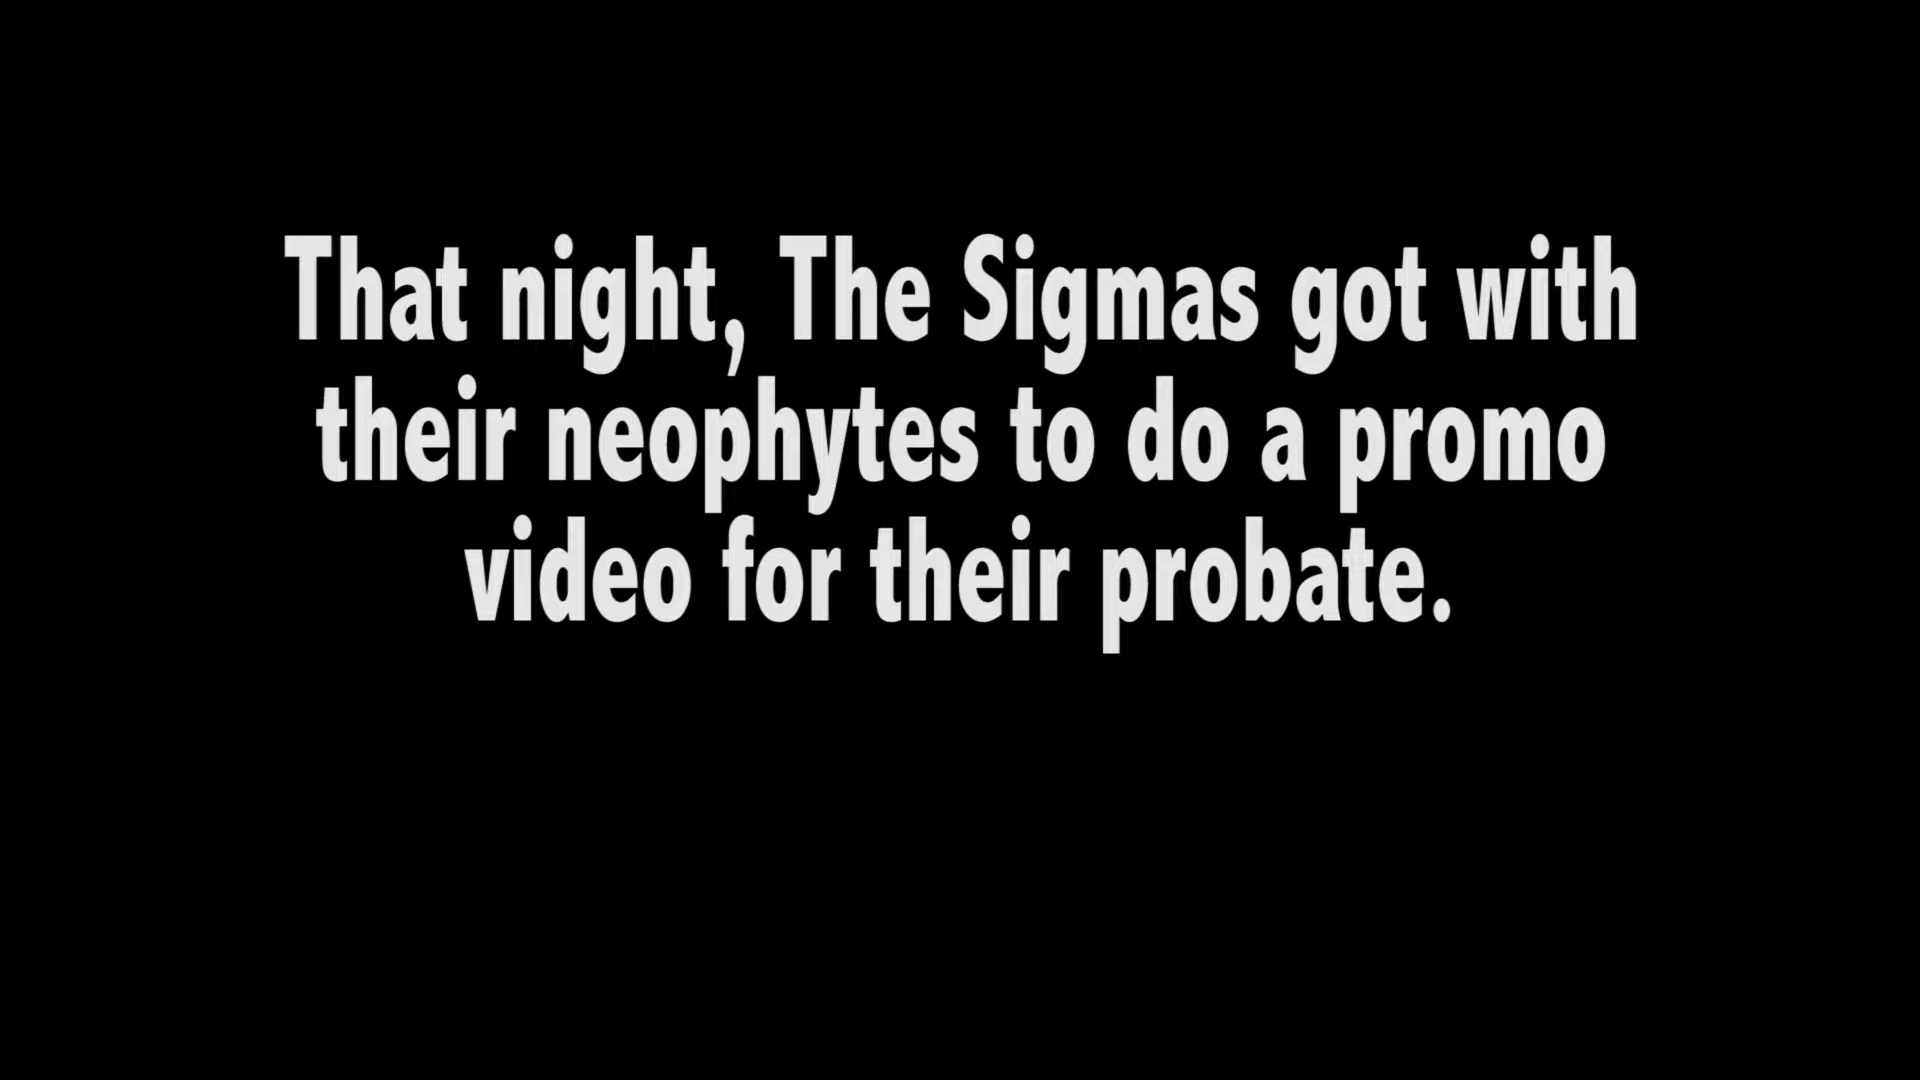 That night, The Sigmas got with
their neophytes to do a promo
video for their probate.